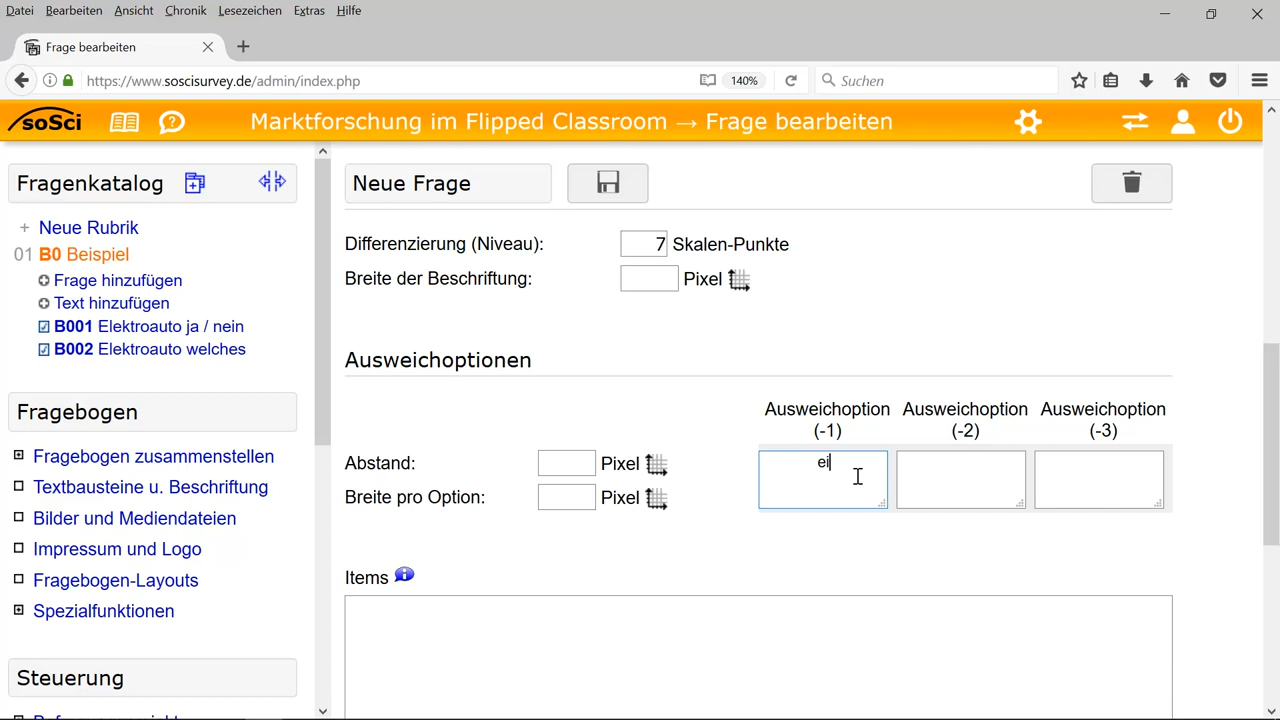 Datei Bearbeiten Ansicht Chronik Lesezeichen Extras Hilfe
Frage bearbeiten
https://www.soscisurvey.de/admin/index.php
140%
Suchen
soSci
Marktforschung im Flipped Classroom → Frage bearbeiten
Fragenkatalog
Neue Rubrik
01 B0 Beispiel
Frage hinzufügen
Text hinzufügen
B001 Elektroauto ja / nein
B002 Elektroauto welches
Fragebogen
Fragebogen zusammenstellen
Textbausteine u. Beschriftung
Bilder und Mediendateien
Impressum und Logo
Fragebogen-Layouts
Spezialfunktionen
Steuerung
Neue Frage
Differenzierung (Niveau): 7 Skalen-Punkte
Breite der Beschriftung: Pixel
Ausweichoptionen
Ausweichoption Ausweichoption Ausweichoption
(-1) (-2) (-3)
Abstand: Pixel ei
Breite pro Option: Pixel
Items